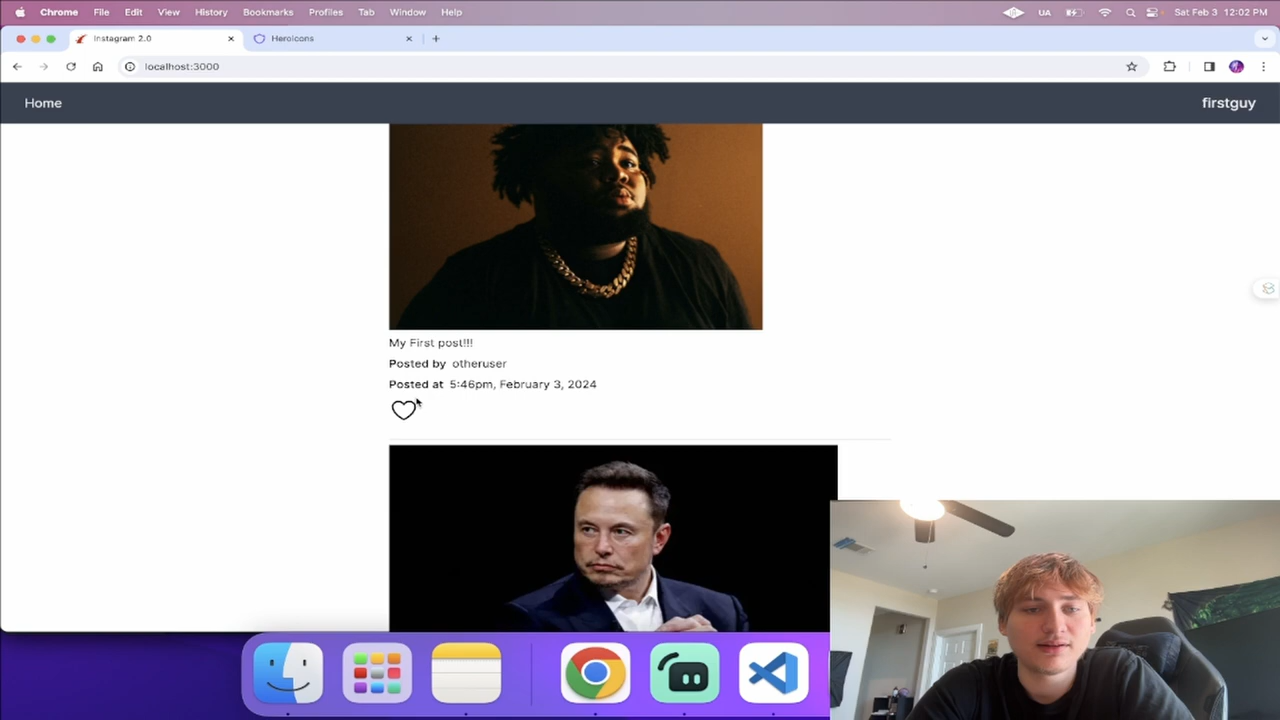 Chrome File Edit View History Bookmarks Profiles Tab Window Help UA Sat Feb 3 12:02 PM
Instagram 2.0 Heroicons
localhost:3000
Home firstguy
My First post!!!
Posted by otheruser
Posted at 5:46pm, February 3, 2024